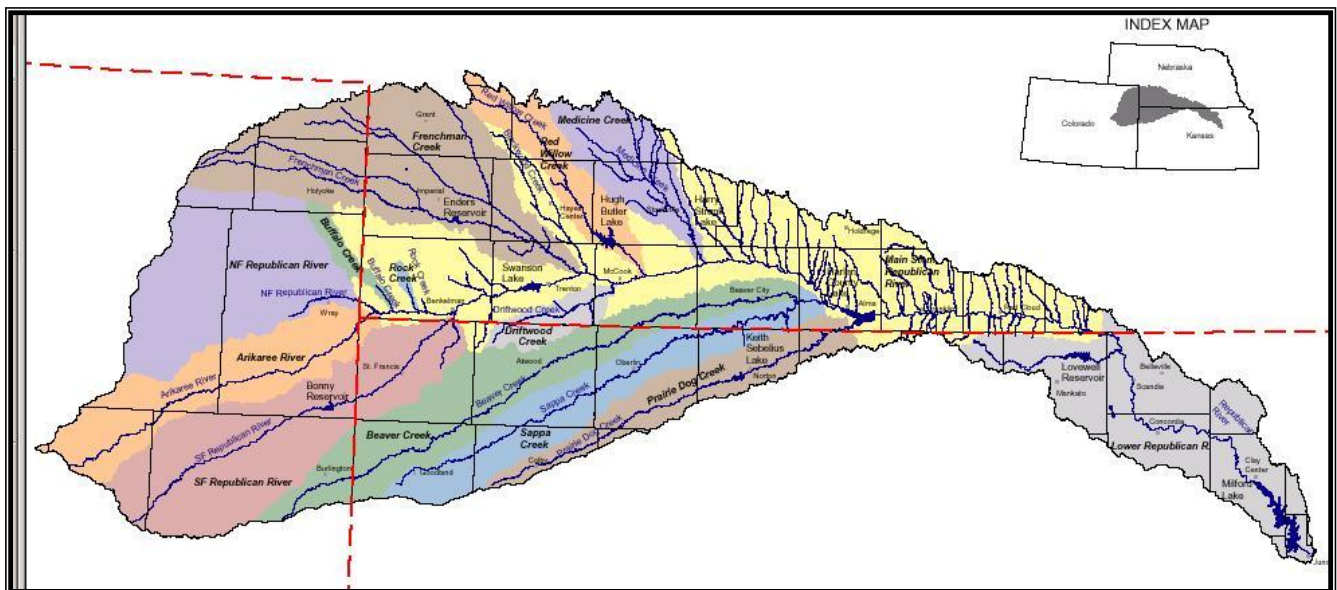 INDEX MAP
Nebraska
Colorado
Kansas
Red Willow Creek
Grant
Medicine Creek
Frenchman
Creek
Red
Willow
Creek
Medicine Creek
Frenchman Creek
Holyoke
Imperial
Enders
Reservoir
Hayes
Center
Hugh
Butler
Lake
Harry
Strunk
Lake
Holdrege
Buffalo Creek
NF Republican River
Rock
Creek
Rock Creek
Buffalo Creek
Swanson
Lake
Trenton
McCook
Main Stem
Republican
River
Harlan
County
Lake
NF Republican River
Wray
Benkelman
Driftwood Creek
Beaver City
Alma
Franklin
Red Cloud
Driftwood
Creek
Arikaree River
Atwood
St. Francis
Oberlin
Keith
Sebelius
Lake
Norton
Arikaree River
Bonny
Reservoir
Beaver Creek
Sappa Creek
Prairie Dog Creek
Lovewell
Reservoir
Mankato
Belleville
Scandia
Republican
River
Concordia
SF Republican River
Beaver Creek
Sappa
Creek
Prairie Dog Creek
Lower Republican R.
Burlington
Goodland
Colby
SF Republican River
Clay
Center
Milford
Lake